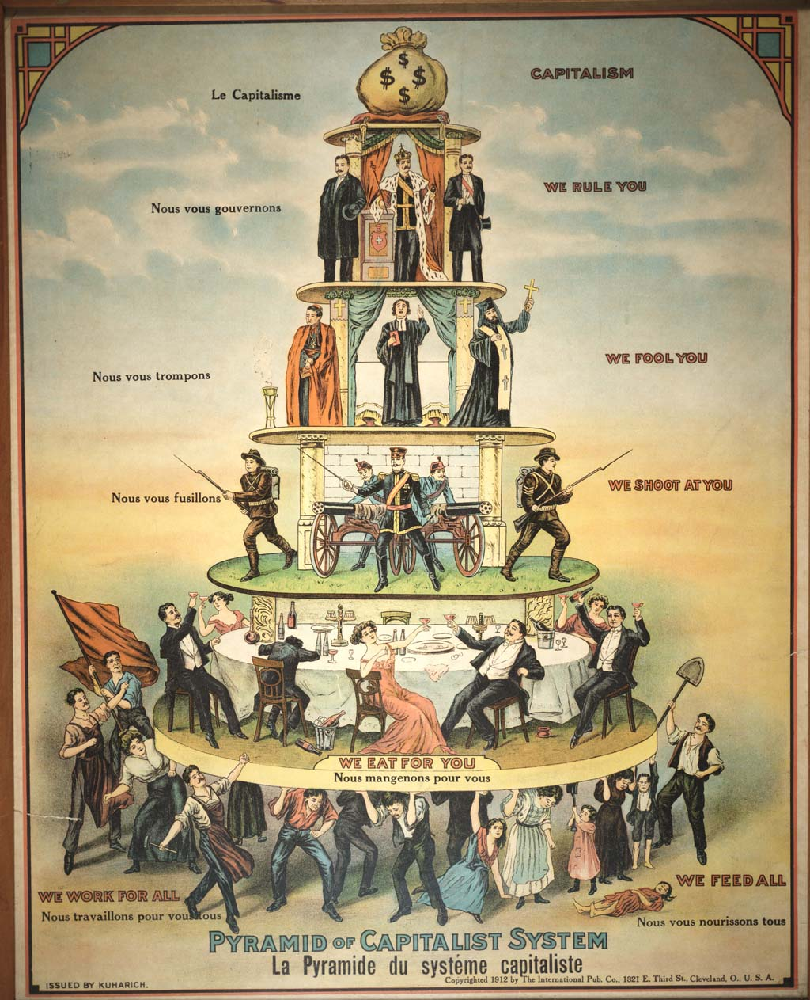 $ $ $ $
Le Capitalisme
CAPITALISM
Nous vous gouvernons
WE RULE YOU
Nous vous trompons
WE FOOL YOU
Nous vous fusillons
WE SHOOT AT YOU
WE EAT FOR YOU
Nous mangenons pour vous
WE WORK FOR ALL
Nous travaillons pour vous tous
WE FEED ALL
Nous vous nourissons tous
PYRAMID OF CAPITALIST SYSTEM
La Pyramide du systéme capitaliste
ISSUED BY KUHARICH.
Copyrighted 1912 by The International Pub. Co., 1321 E. Third St., Cleveland, O., U. S. A.